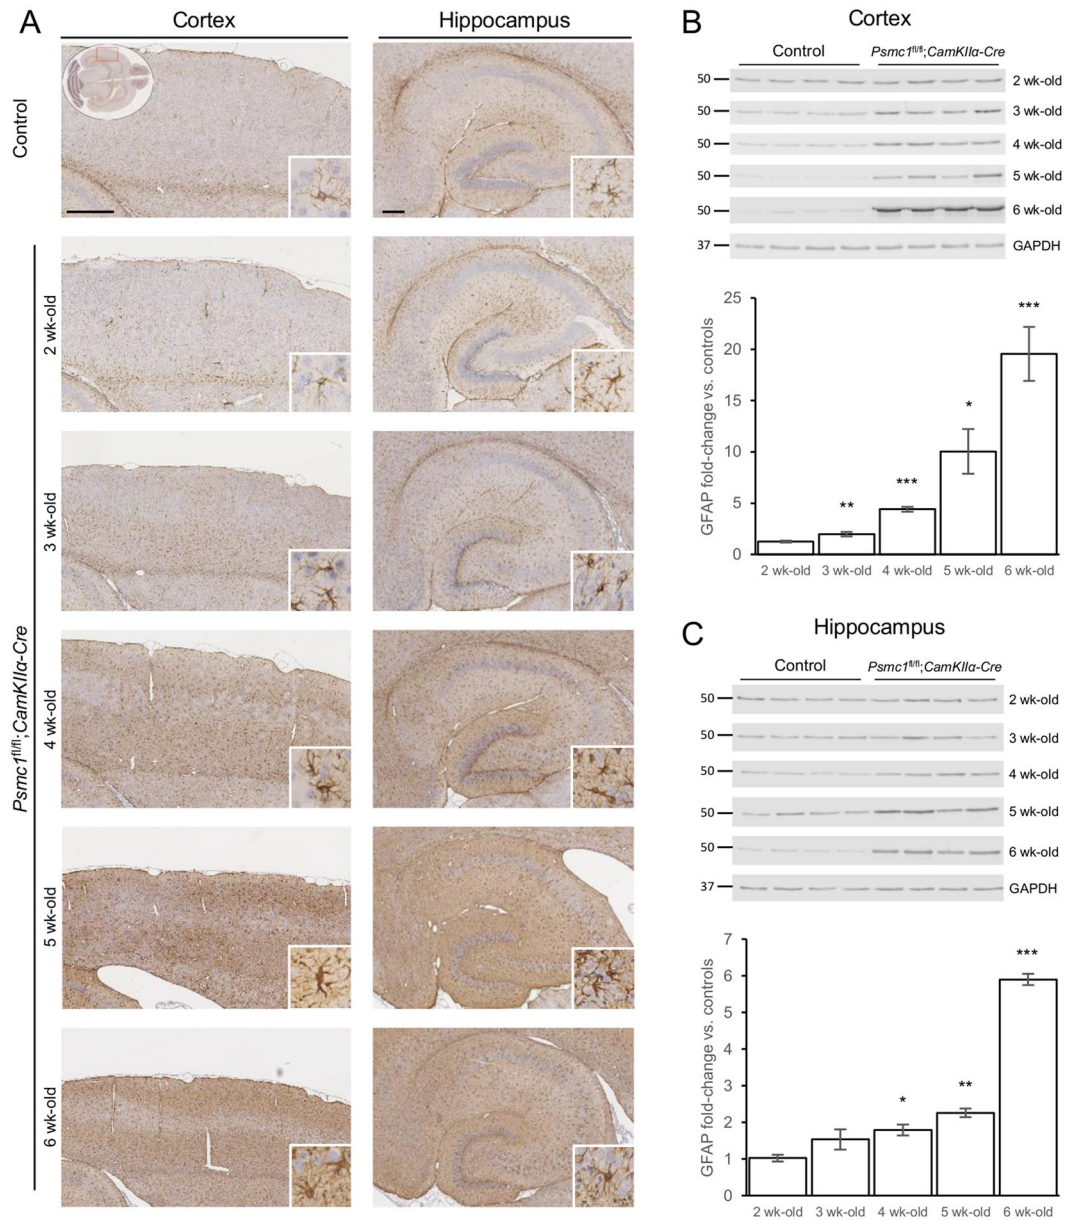 A
Cortex
Hippocampus
Control
2 wk-old
3 wk-old
4 wk-old
5 wk-old
6 wk-old
Psmc1fl/fl;CamKIIα-Cre
B
Cortex
Control
Psmc1fl/fl;CamKIIα-Cre
50
2 wk-old
50
3 wk-old
50
4 wk-old
50
5 wk-old
50
6 wk-old
37
GAPDH
GFAP fold-change vs. controls
25
20
15
10
5
0
**
***
*
***
2 wk-old
3 wk-old
4 wk-old
5 wk-old
6 wk-old
C
Hippocampus
Control
Psmc1fl/fl;CamKIIα-Cre
50
2 wk-old
50
3 wk-old
50
4 wk-old
50
5 wk-old
50
6 wk-old
37
GAPDH
GFAP fold-change vs. controls
7
6
5
4
3
2
1
0
*
**
***
2 wk-old
3 wk-old
4 wk-old
5 wk-old
6 wk-old